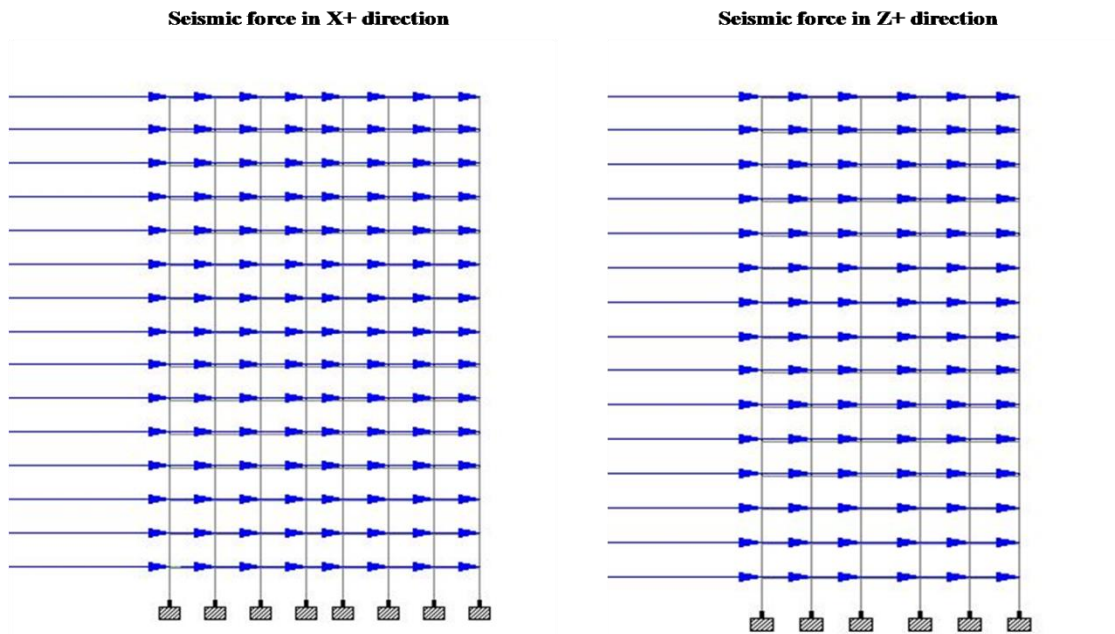 Seismic force in X+ direction
Seismic force in Z+ direction